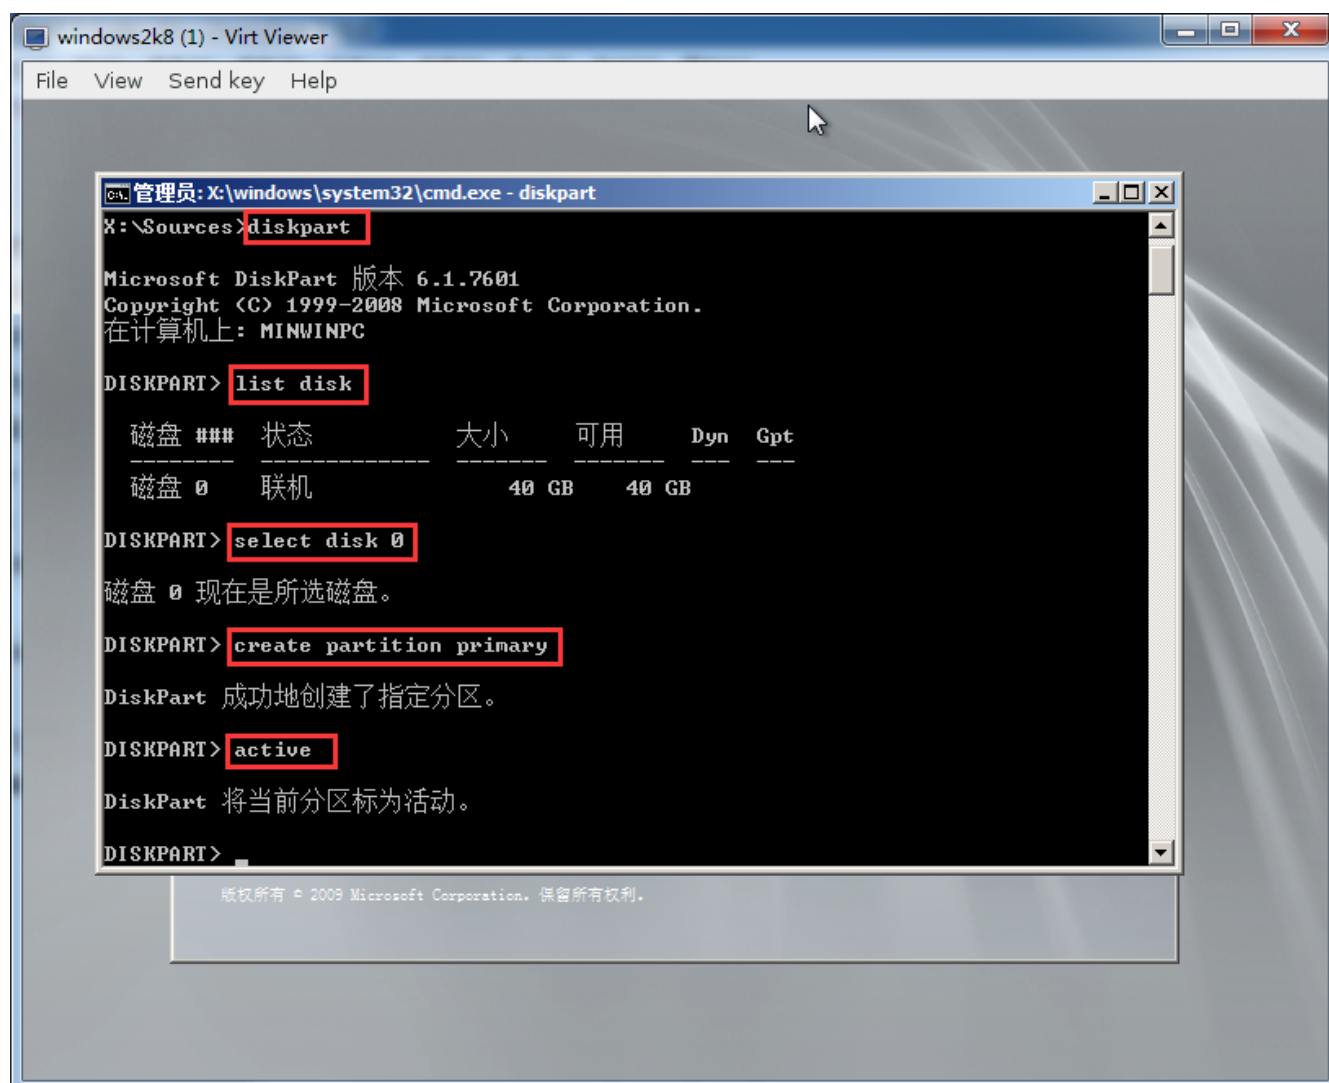 windows2k8 (1) - Virt Viewer
File View Send key Help
管理员: X:\windows\system32\cmd.exe - diskpart
X:\Sources>diskpart
Microsoft DiskPart 版本 6.1.7601
Copyright (C) 1999-2008 Microsoft Corporation.
在计算机上: MINWINPC
DISKPART> list disk
磁盘 ### 状态 大小 可用 Dyn Gpt
-------- ------------- ------- ------- --- ---
磁盘 0 联机 40 GB 40 GB
DISKPART> select disk 0
磁盘 0 现在是所选磁盘。
DISKPART> create partition primary
DiskPart 成功地创建了指定分区。
DISKPART> active
DiskPart 将当前分区标为活动。
DISKPART>
版权所有 © 2009 Microsoft Corporation. 保留所有权利.